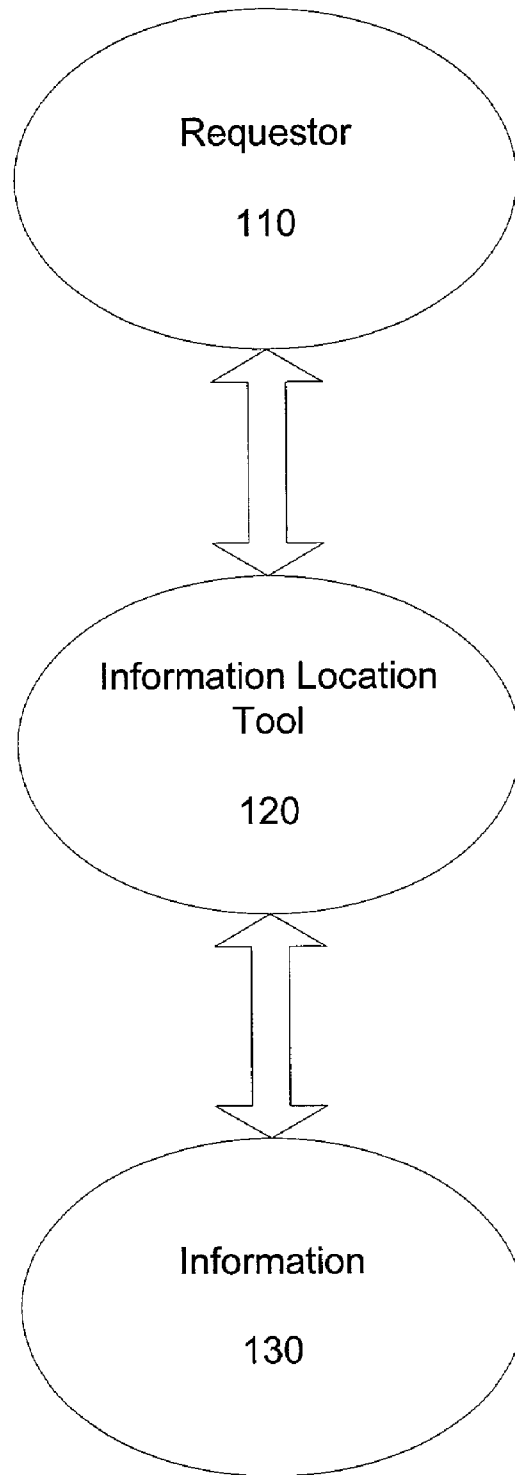 Requestor
110
Information Location
Tool
120
Information
130